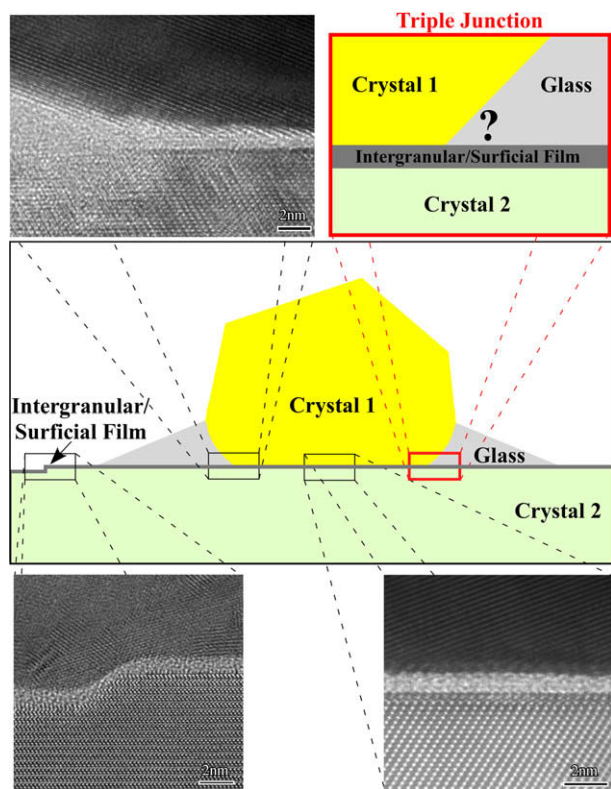 Triple Junction
2nm
Crystal 1
Glass
?
Intergranular/Surficial Film
Crystal 2
Intergranular/
Surficial Film
Crystal 1
Glass
Crystal 2
2nm
2nm